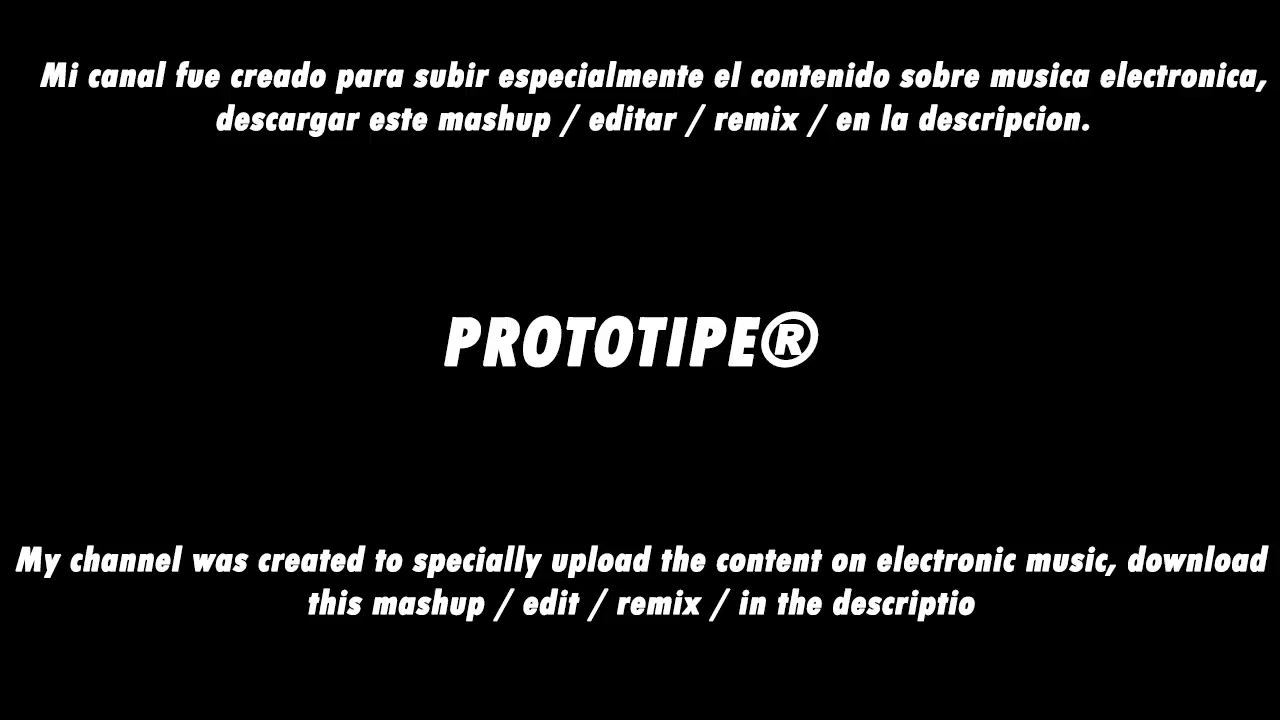 Mi canal fue creado para subir especialmente el contenido sobre musica electronica,
descargar este mashup / editar / remix / en la descripcion.
PROTOTIPE®
My channel was created to specially upload the content on electronic music, download
this mashup / edit / remix / in the descriptio